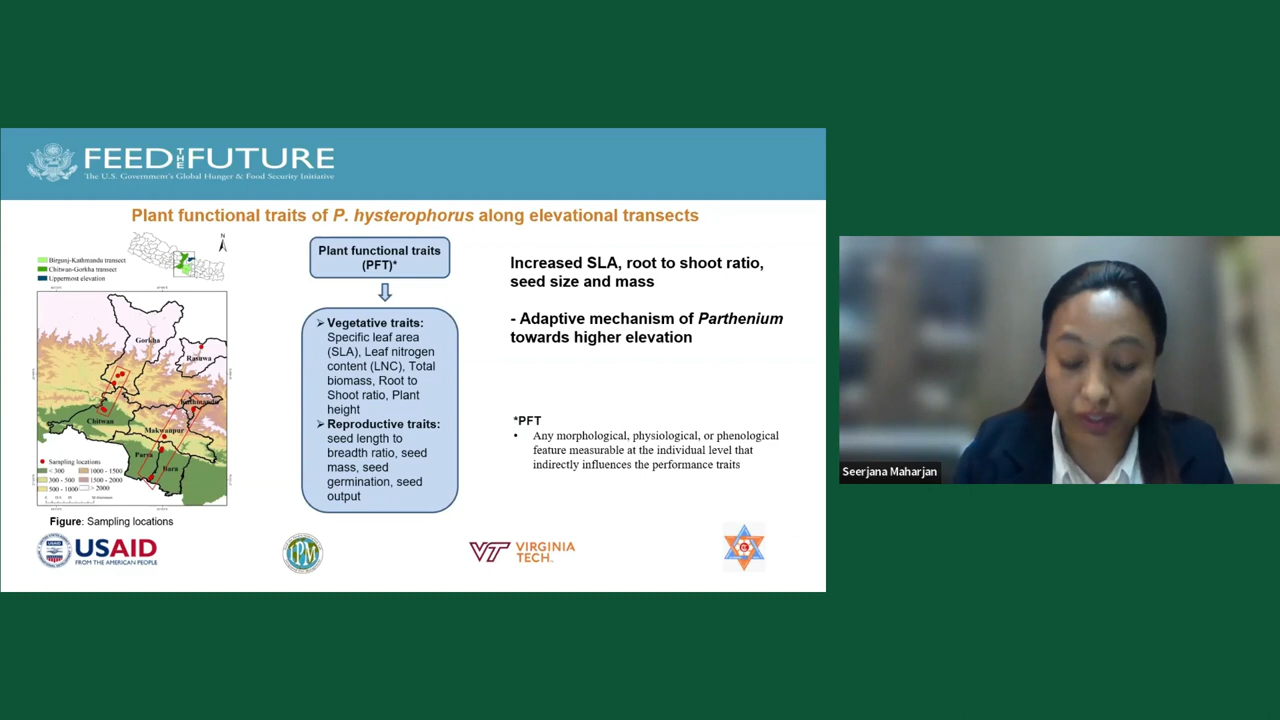 FEED THE FUTURE
The U.S. Government's Global Hunger & Food Security Initiative
Plant functional traits of P. hysterophorus along elevational transects
N
Birgunj-Kathmandu transect
Chitwan-Gorkha transect
Uppermost elevation
Gorkha
Rasuwa
Kathmandu
Chitwan
Makwanpur
Parsa
Bara
Sampling locations
< 300
300 - 500
500 - 1000
1000 - 1500
1500 - 2000
> 2000
Figure: Sampling locations
Plant functional traits
(PFT)*
➢Vegetative traits:
Specific leaf area
(SLA), Leaf nitrogen
content (LNC), Total
biomass, Root to
Shoot ratio, Plant
height
➢Reproductive traits:
seed length to
breadth ratio, seed
mass, seed
germination, seed
output
Increased SLA, root to shoot ratio,
seed size and mass
- Adaptive mechanism of Parthenium
towards higher elevation
*PFT
• Any morphological, physiological, or phenological
feature measurable at the individual level that
indirectly influences the performance traits
USAID
FROM THE AMERICAN PEOPLE
IPM
VT VIRGINIA
TECH
Seerjana Maharjan